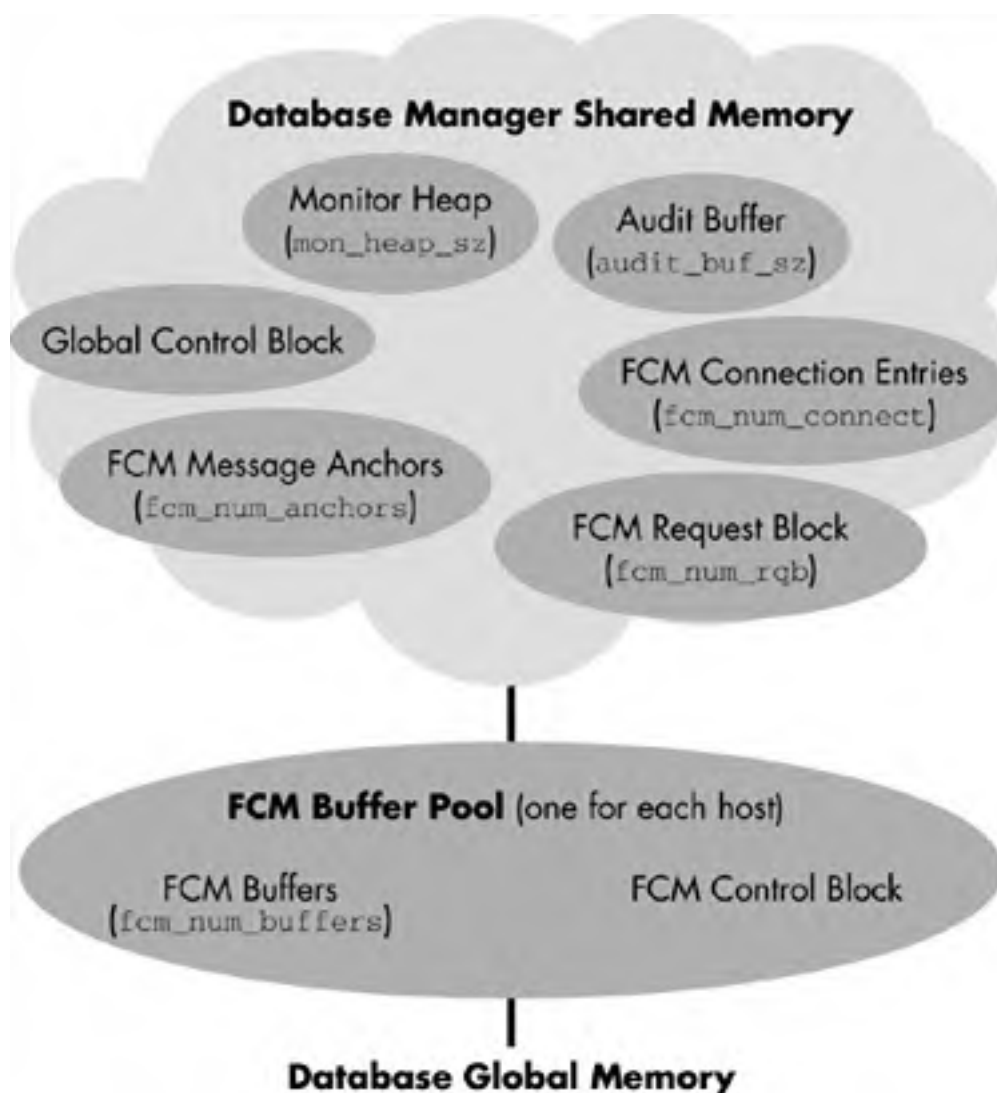 Database Manager Shared Memory
Monitor Heap
(mon_heap_sz)
Audit Buffer
(audit_buf_sz)
Global Control Block
FCM Connection Entries
(fcm_num_connect)
FCM Message Anchors
(fcm_num_anchors)
FCM Request Block
(fcm_num_rqb)
FCM Buffer Pool (one for each host)
FCM Buffers
(fcm_num_buffers)
FCM Control Block
Database Global Memory